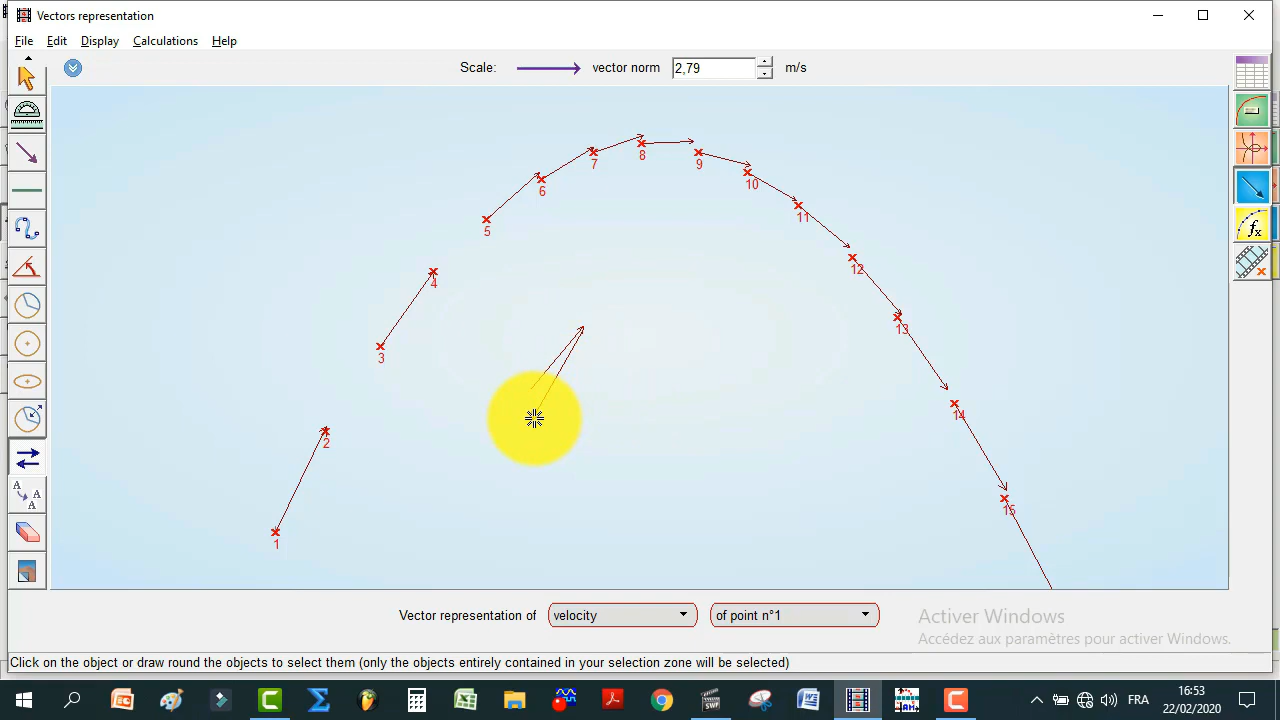 Vectors representation
File Edit Display Calculations Help
Scale: vector norm 2,79 m/s
8
7
9
6
10
5
11
4
12
13
3
14
2
15
1
A A A
fx
Vector representation of velocity of point n°1
Activer Windows
Accédez aux paramètres pour activer Windows.
Click on the object or draw round the objects to select them (only the objects entirely contained in your selection zone will be selected)
FRA
16:53
22/02/2020